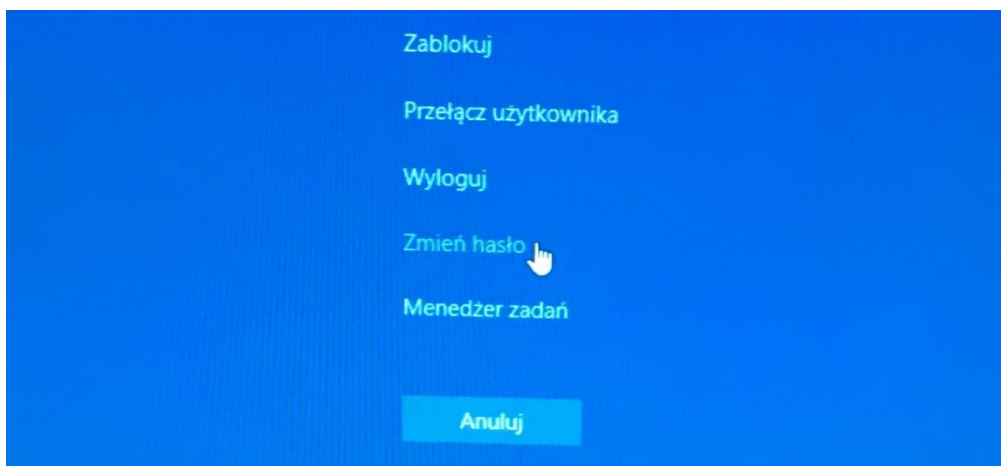 Zablokuj
Przełącz użytkownika
Wyloguj
Zmień hasło
Menedżer zadań
Anuluj